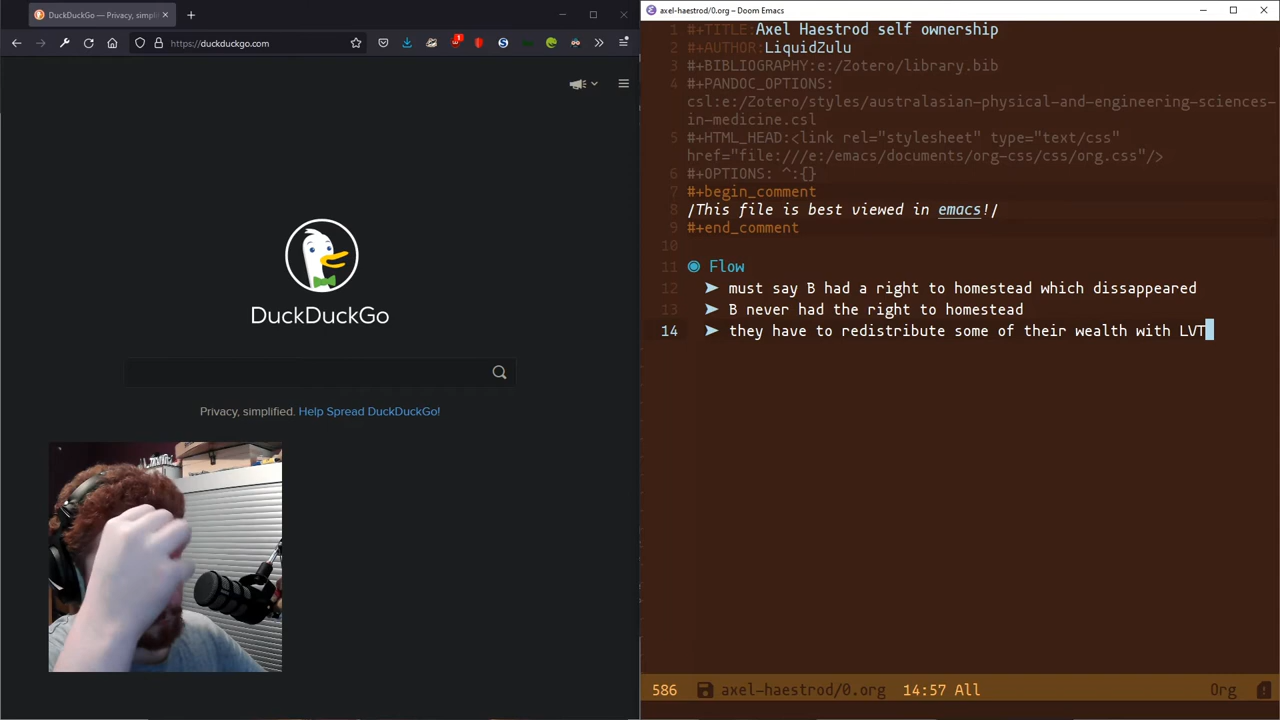 DuckDuckGo — Privacy, simplifi
https://duckduckgo.com
DuckDuckGo
Privacy, simplified. Help Spread DuckDuckGo!
axel-haestrod/0.org – Doom Emacs
1 #+TITLE:Axel Haestrod self ownership
2 #+AUTHOR:LiquidZulu
3 #+BIBLIOGRAPHY:e:/Zotero/library.bib
4 #+PANDOC_OPTIONS:
csl:e:/Zotero/styles/australasian-physical-and-engineering-sciences-
in-medicine.csl
5 #+HTML_HEAD:<link rel="stylesheet" type="text/css"
href="file:///e:/emacs/documents/org-css/css/org.css"/>
6 #+OPTIONS: ^:{}
7 #+begin_comment
8 /This file is best viewed in emacs!/
9 #+end_comment
10
11 ◉ Flow
12 ➤ must say B had a right to homestead which dissappeared
13 ➤ B never had the right to homestead
14 ➤ they have to redistribute some of their wealth with LVT
586 axel-haestrod/0.org 14:57 All Org